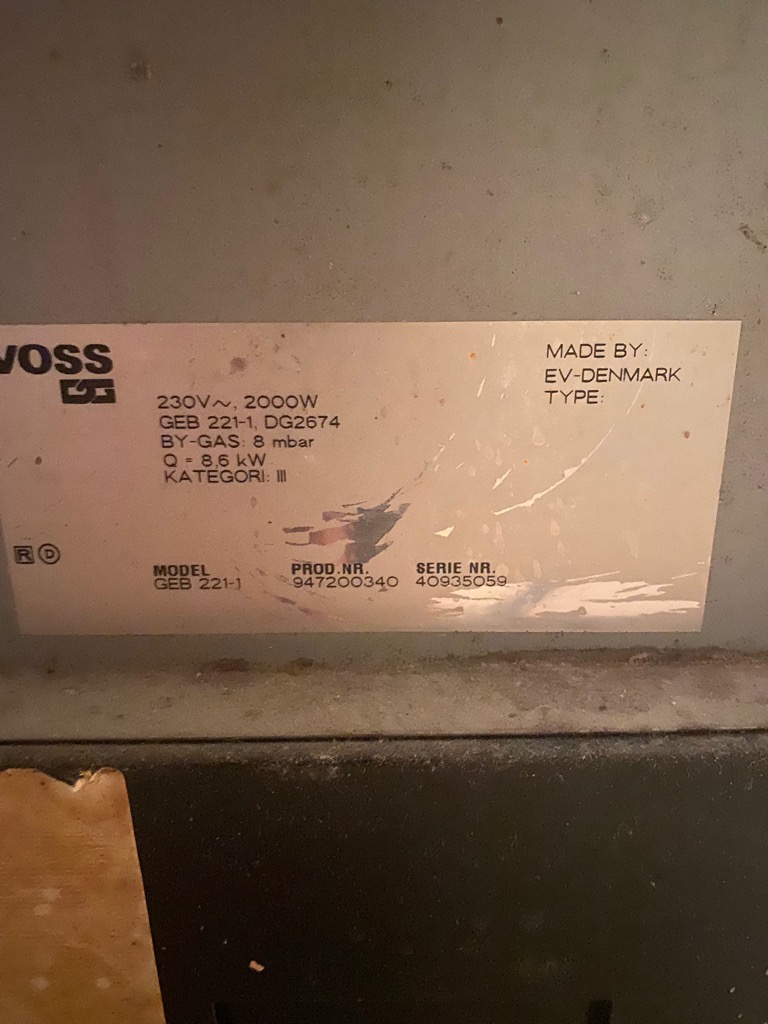 VOSS
DG
230V~, 2000W
GEB 221-1, DG2674
BY-GAS: 8 mbar
Q = 8,6 kW
KATEGORI: III
MADE BY:
EV-DENMARK
TYPE:
R D
MODEL PROD.NR. SERIE NR.
GEB 221-1 947200340 40935059